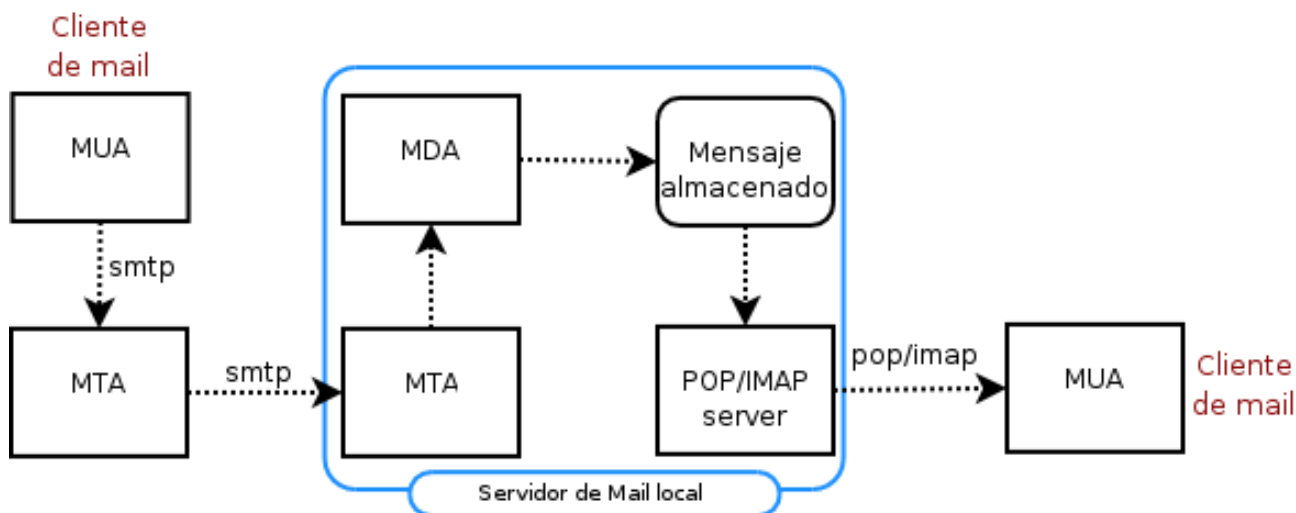 Cliente
de mail
MUA
MDA
Mensaje
almacenado
smtp
MTA
smtp
MTA
POP/IMAP
server
pop/imap
MUA
Cliente
de mail
Servidor de Mail local